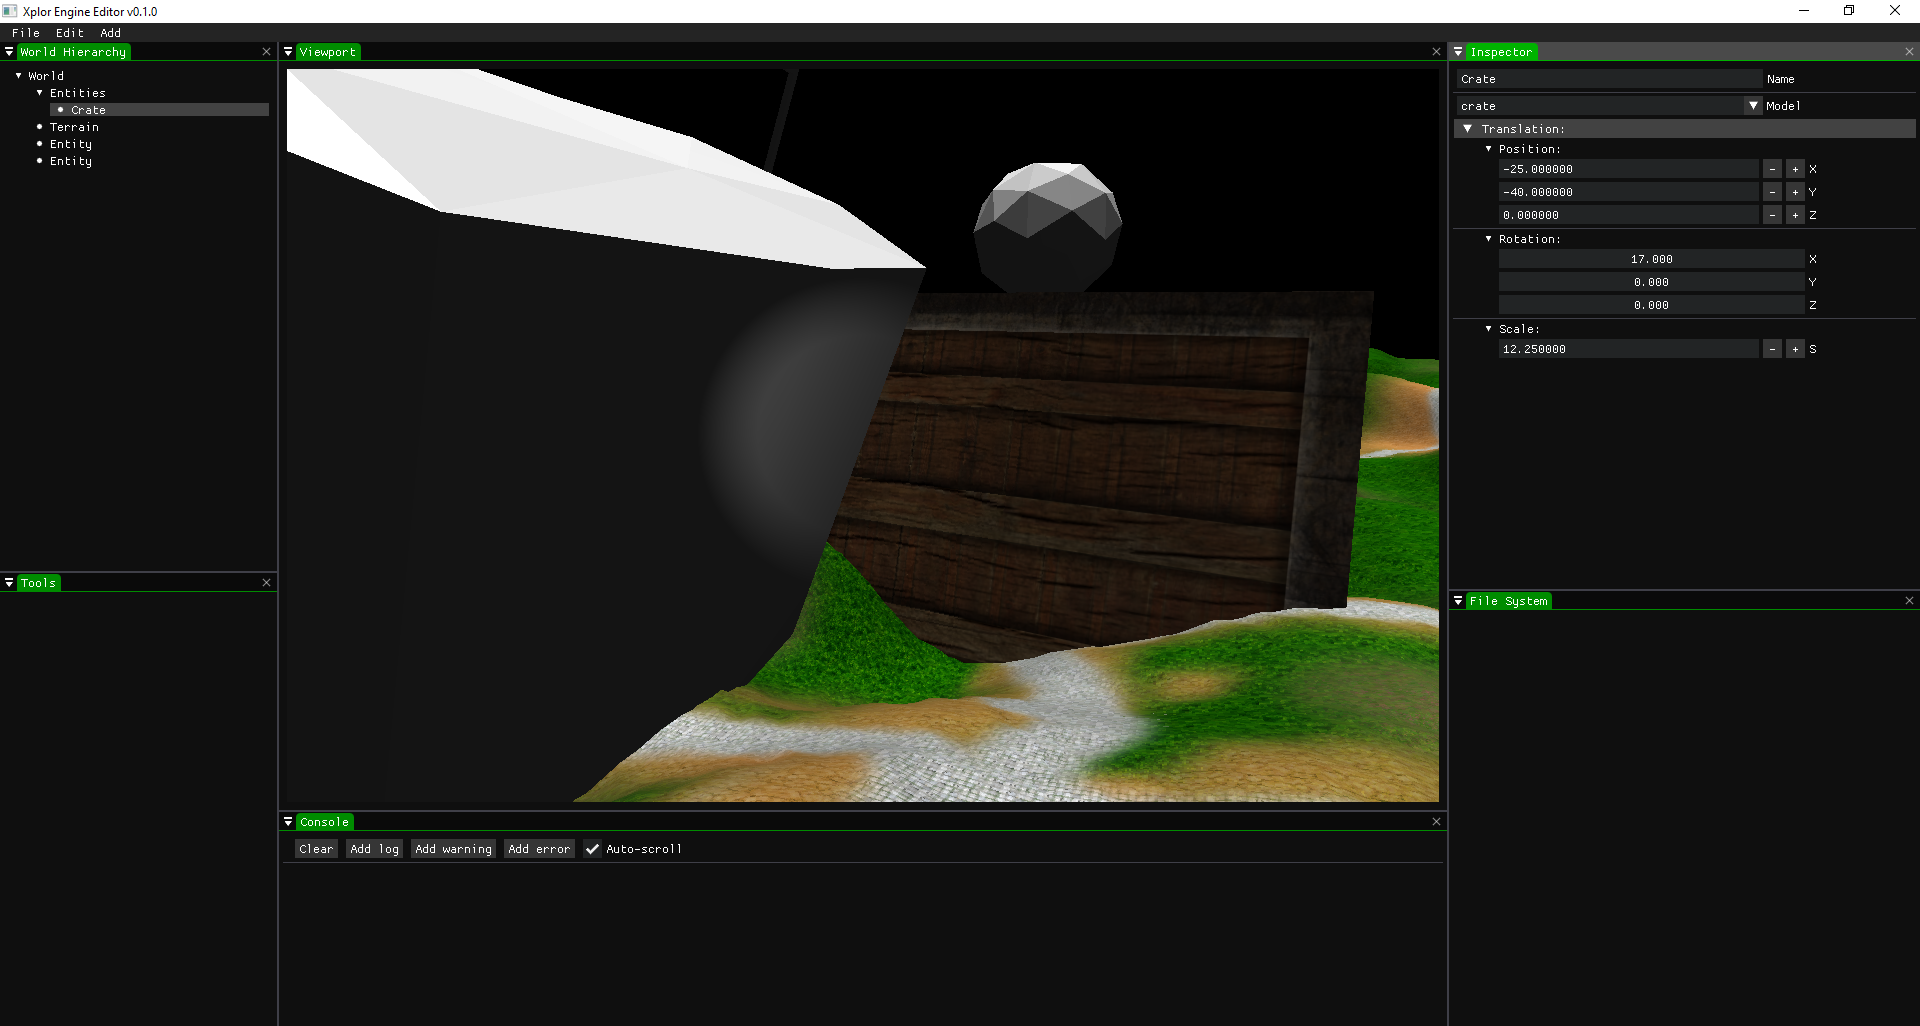 Xplor Engine Editor v0.1.0
File Edit Add
World Hierarchy
World
Entities
Crate
Terrain
Entity
Entity
Tools
Viewport
Console
Clear Add log Add warning Add error Auto-scroll
Inspector
Crate Name
crate Model
Translation:
Position:
-25.000000 - + X
-40.000000 - + Y
0.000000 - + Z
Rotation:
17.000 X
0.000 Y
0.000 Z
Scale:
12.250000 - + S
File System